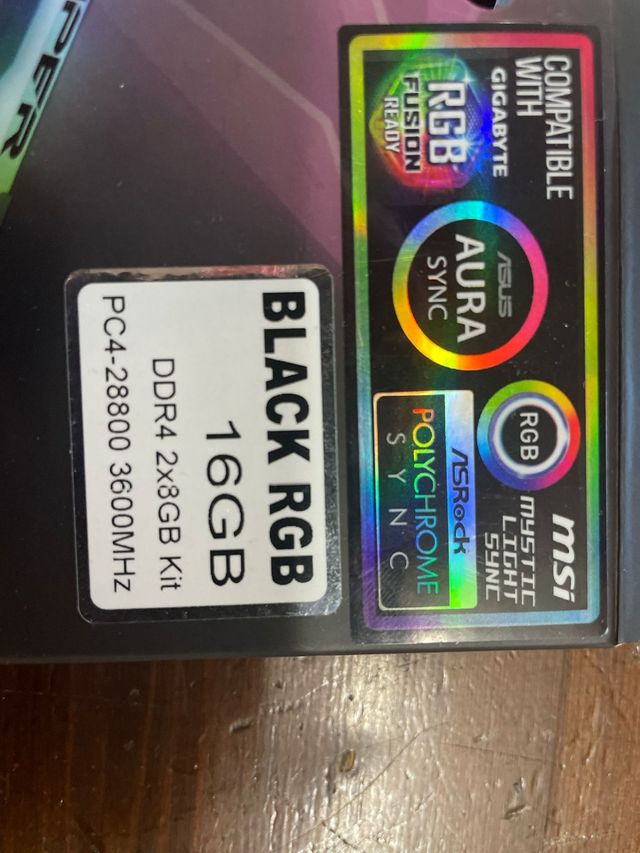 PER
COMPATIBLE
WITH
GIGABYTE
RGB
FUSION
READY
ASUS
AURA
SYNC
RGB
msi
MYSTIC
LIGHT
SYNC
ASRock
POLYCHROME
SYNC
BLACK RGB
16GB
DDR4 2x8GB Kit
PC4-28800 3600MHz